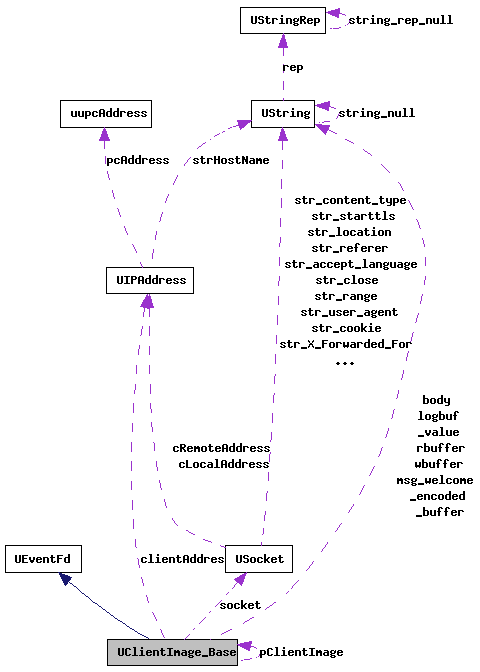 UStringRep
string_rep_null
rep
uupcAddress
UString
string_null
pcAddress
strHostName
str_content_type
str_starttls
str_location
str_referer
str_accept_language
str_close
str_range
str_user_agent
str_cookie
str_X_Forwarded_For
...
UIPAddress
body
logbuf
_value
rbuffer
wbuffer
msg_welcome
_encoded
_buffer
cRemoteAddress
cLocalAddress
UEventFd
clientAddres
USocket
socket
UClientImage_Base
pClientImage